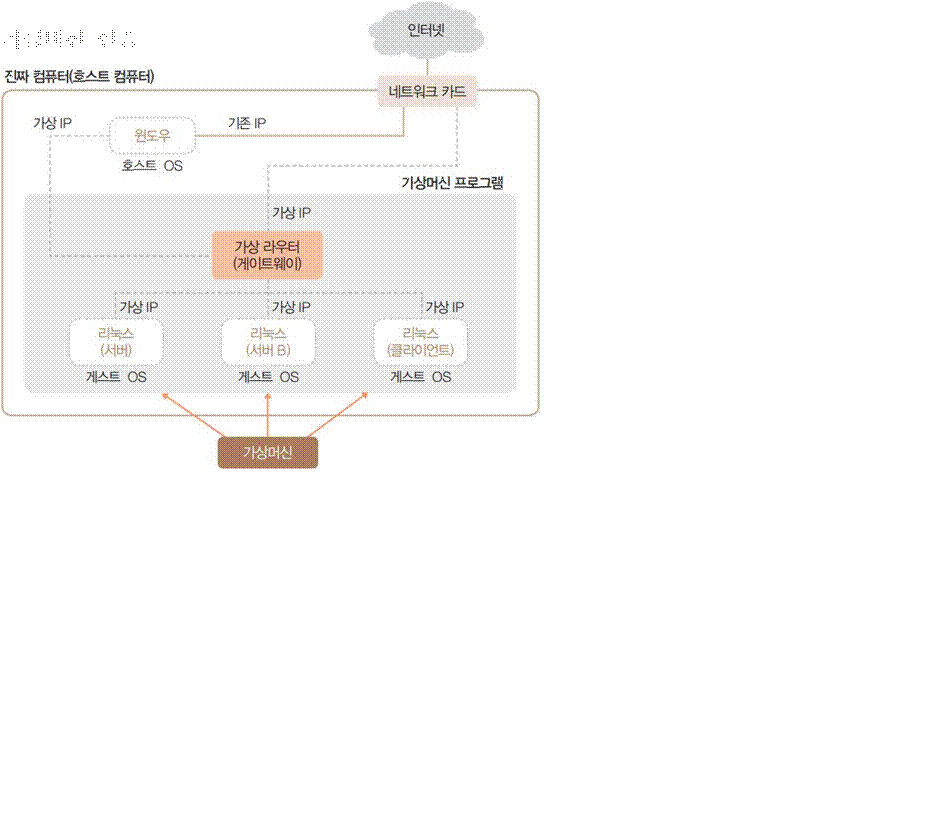 인터넷
진짜 컴퓨터(호스트 컴퓨터)
네트워크 카드
가상 IP
윈도우
기존 IP
호스트 OS
가상머신 프로그램
가상 IP
가상 라우터
(게이트웨이)
가상 IP
가상 IP
가상 IP
리눅스
(서버)
리눅스
(서버 B)
리눅스
(클라이언트)
게스트 OS
게스트 OS
게스트 OS
가상머신